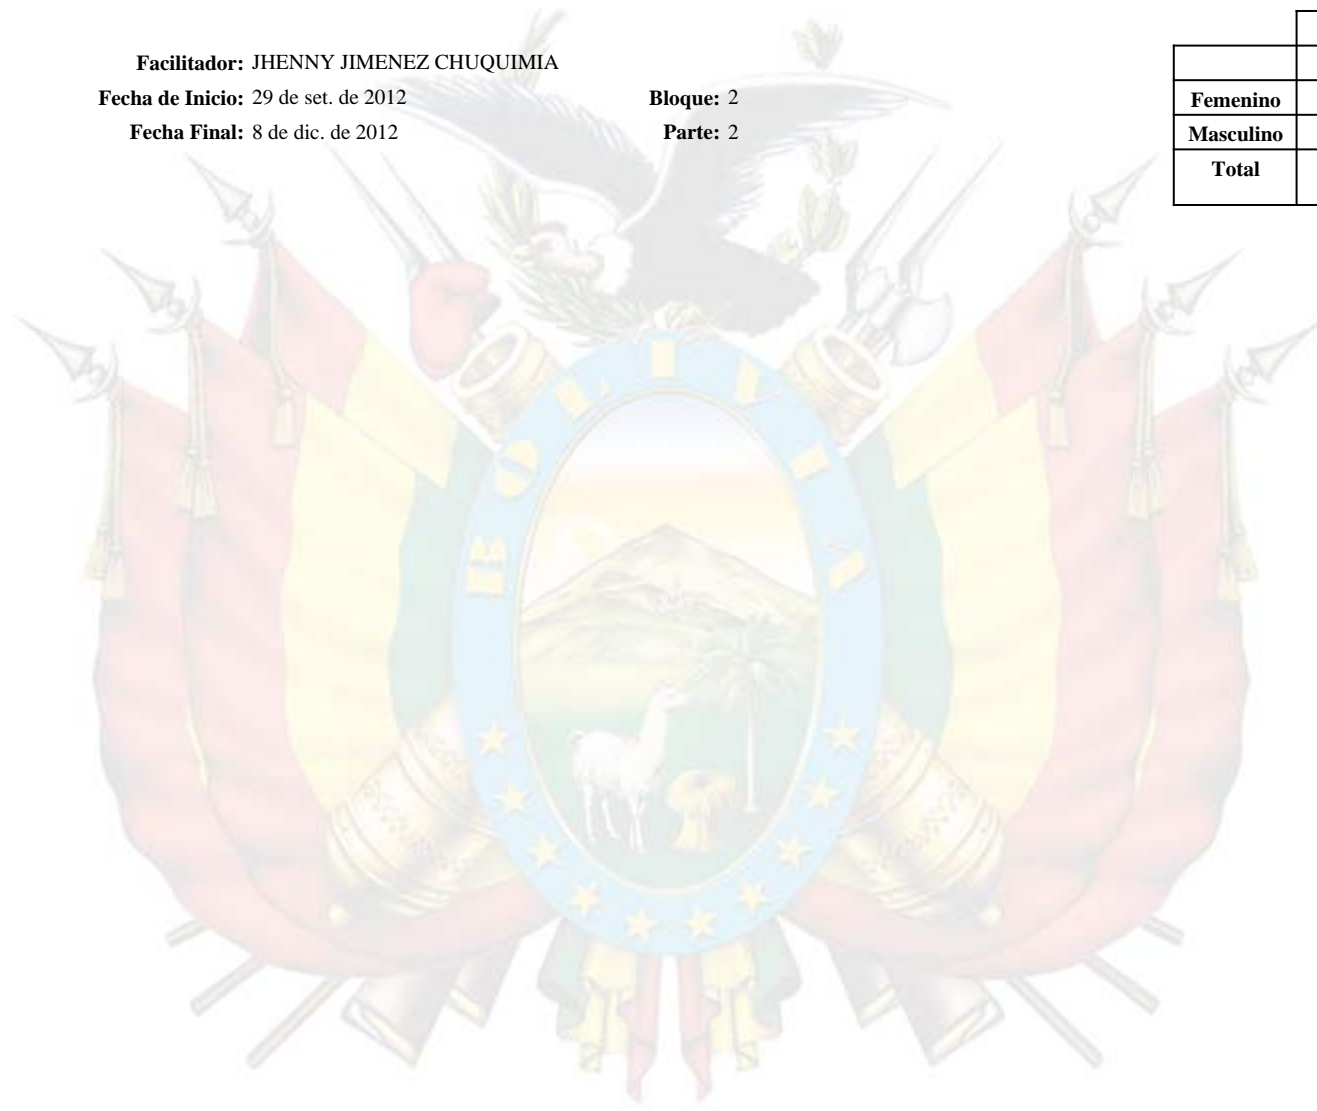 Facilitador: JHENNY JIMENEZ CHUQUIMIA
Fecha de Inicio: 29 de set. de 2012 Bloque: 2
Fecha Final: 8 de dic. de 2012 Parte: 2
Femenino
Masculino
Total
BOLIVIA